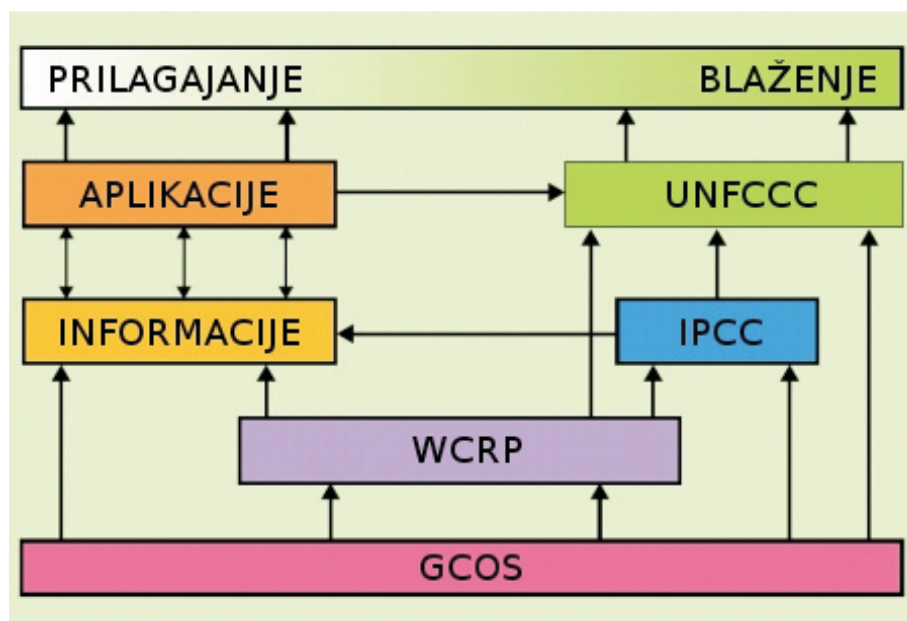 PRILAGAJANJE BLAŽENJE
APLIKACIJE UNFCCC
INFORMACIJE IPCC
WCRP
GCOS